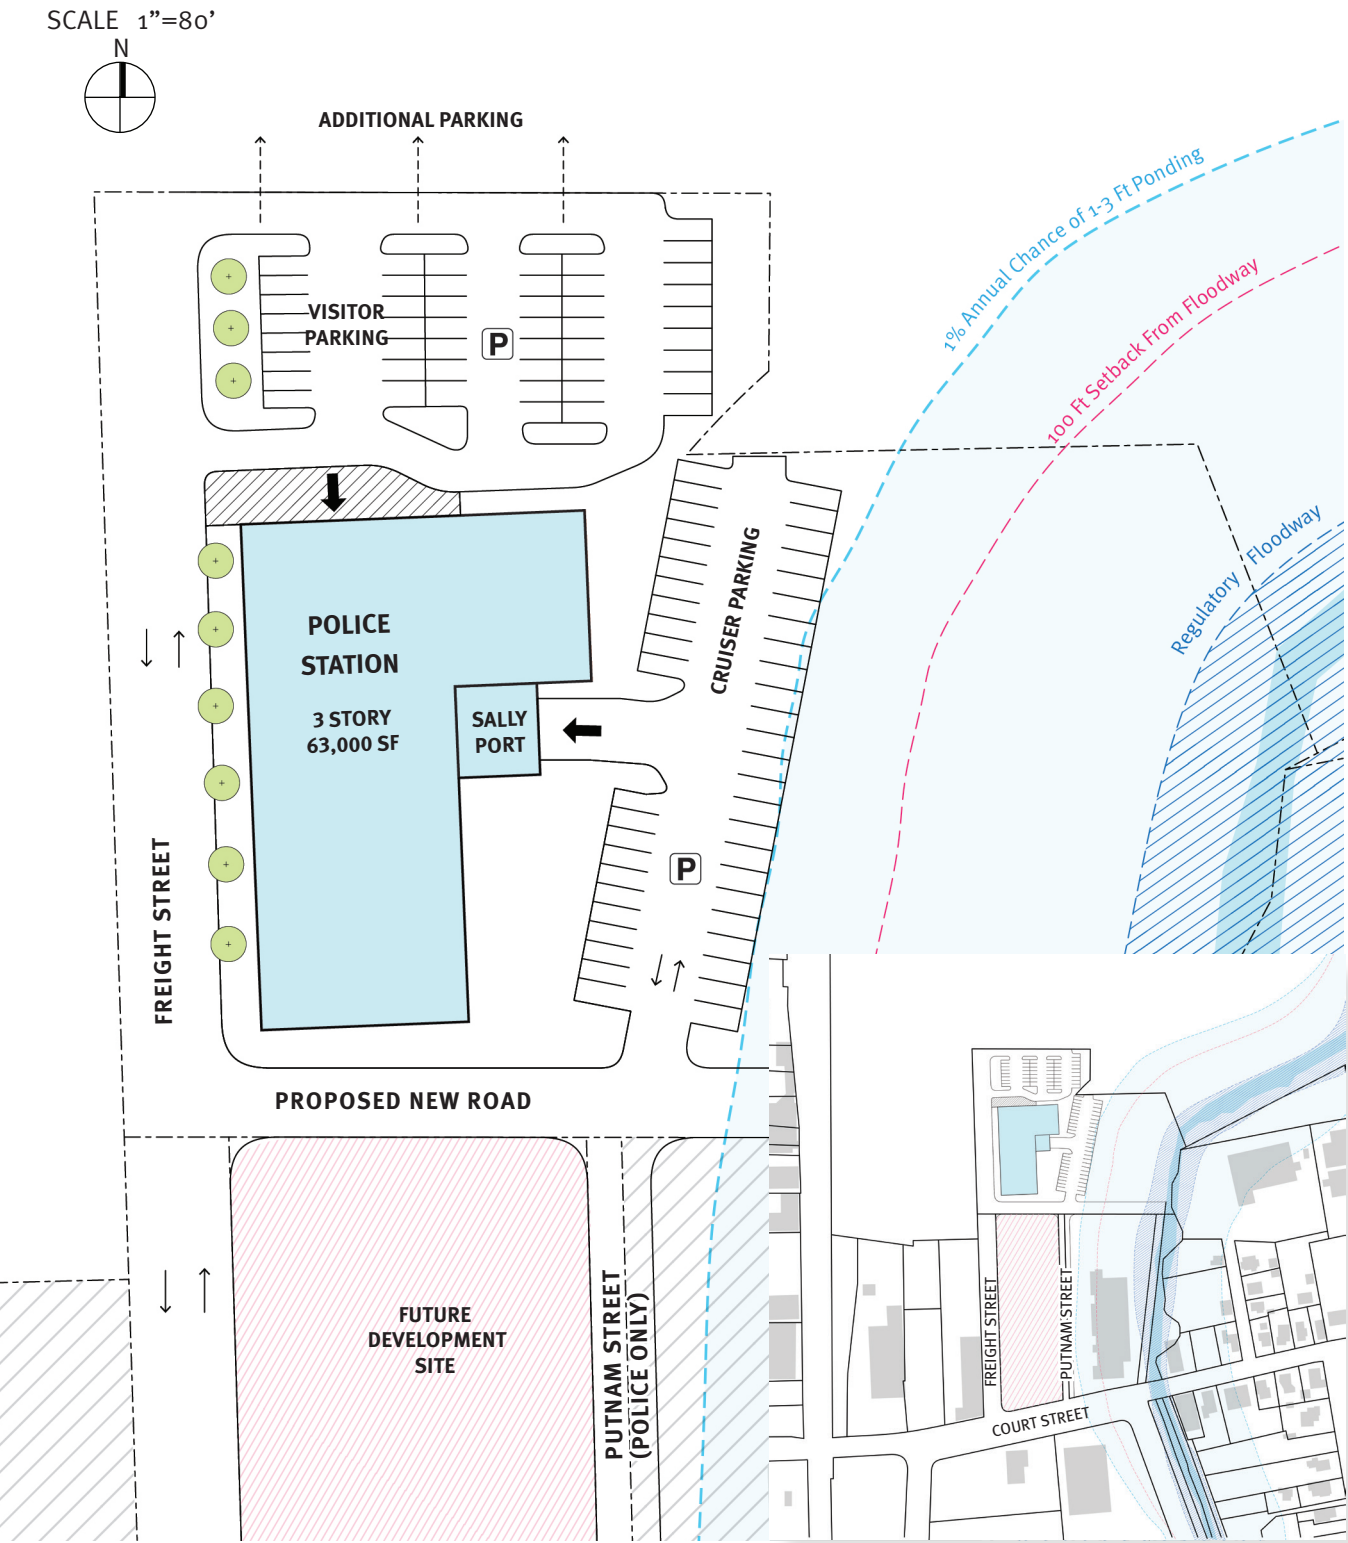 SCALE 1”=80’
N
ADDITIONAL PARKING
1% Annual Chance of 1-3 Ft Ponding
100 Ft Setback From Floodway
VISITOR
PARKING
P
Regulatory Floodway
CRUISER PARKING
POLICE
STATION
3 STORY
63,000 SF
SALLY
PORT
P
FREIGHT STREET
PROPOSED NEW ROAD
FUTURE
DEVELOPMENT
SITE
PUTNAM STREET
(POLICE ONLY)
FREIGHT STREET
PUTNAM STREET
COURT STREET